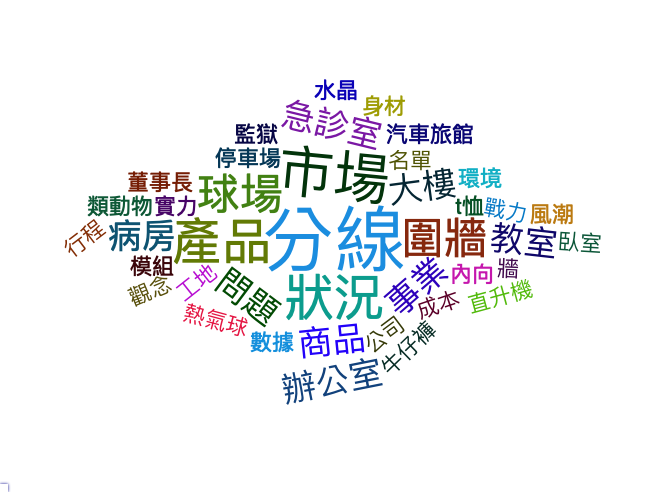 水晶
身材
急診室
監獄
汽車旅館
停車場
市場
名單
大樓
環境
董事長
球場
類動物
實力
t恤
戰力
風潮
行程
病房
產品
分線
圍牆
教室
臥室
模組
觀念
工地
問題
狀況
事業
內向
牆
熱氣球
成本
直升機
數據
商品
公司
牛仔褲
辦公室